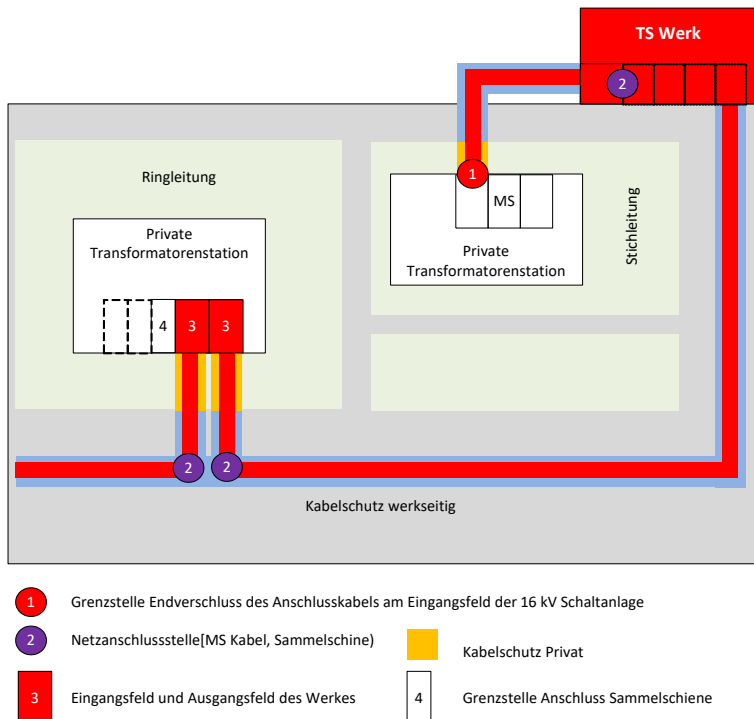 TS Werk
2
1
Ringleitung
MS
Private
Transformatorenstation
Stichleitung
Private
Transformatorenstation
4
3
3
2
2
Kabelschutz werkseitig
1
Grenzstelle Endverschluss des Anschlusskabels am Eingangsfeld der 16 kV Schaltanlage
2
Netzanschlussstelle[MS Kabel, Sammelschine)
Kabelschutz Privat
3
Eingangsfeld und Ausgangsfeld des Werkes
4
Grenzstelle Anschluss Sammelschiene